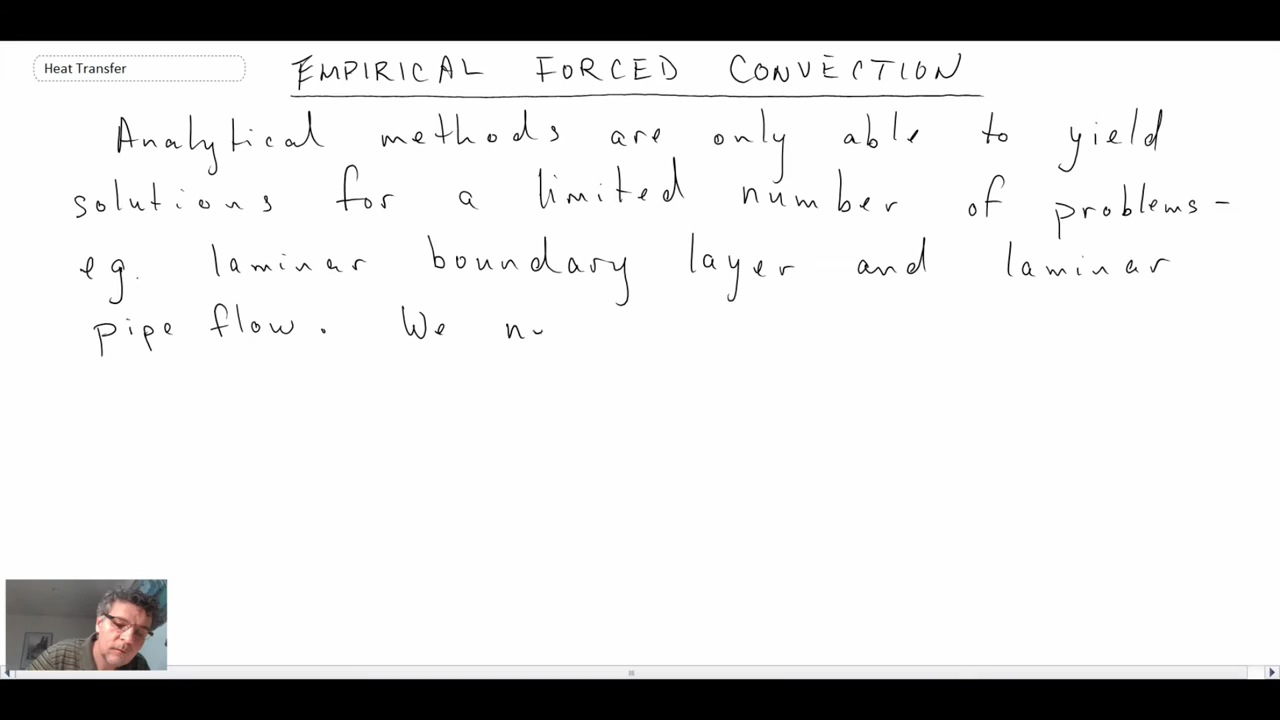 Heat Transfer
EMPIRICAL FORCED CONVECTION
Analytical methods are only able to yield
solutions for a limited number of problems -
eg. laminar boundary layer and laminar
pipe flow. We